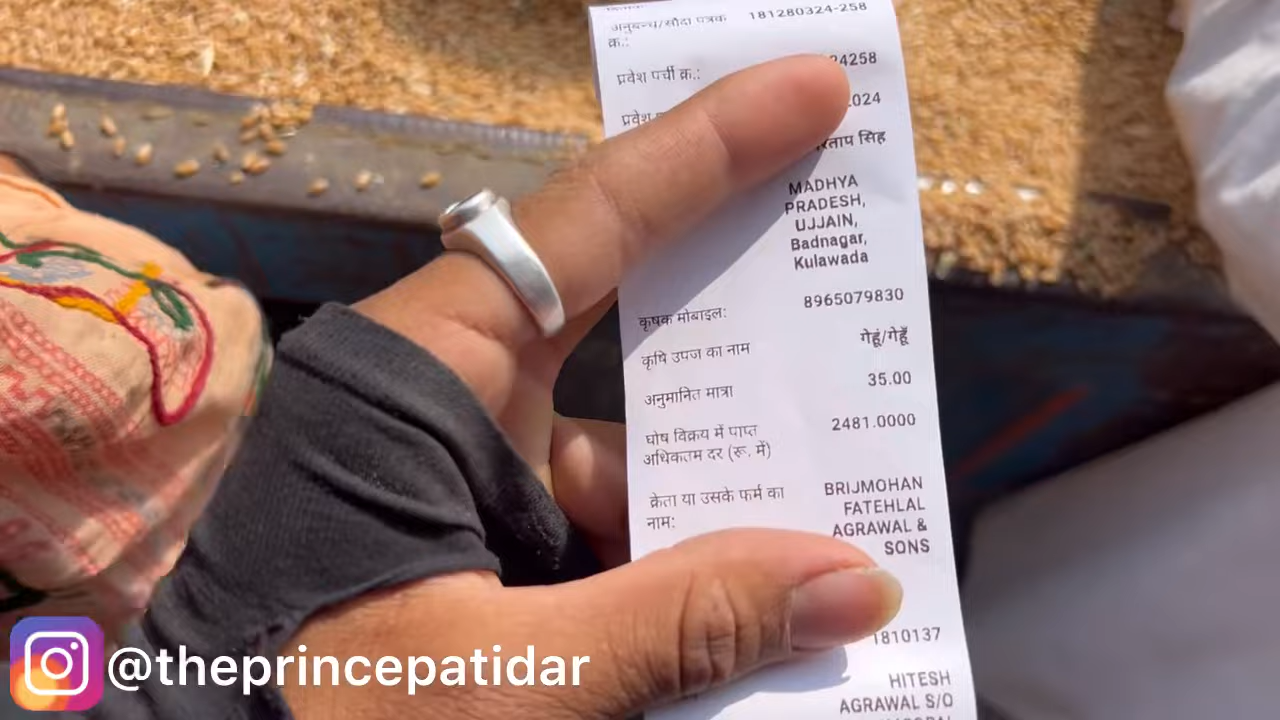 अनुबन्ध/सौदा पत्रक 181280324-258
क्र.:
प्रवेश पर्ची क्र.: 24258
प्रवेश 024
सिंह
MADHYA
PRADESH,
UJJAIN,
Badnagar,
Kulawada
कृषक मोबाइल: 8965079830
कृषि उपज का नाम गेहूं/गेहूँ
अनुमानित मात्रा 35.00
घोष विक्रय में पाप्त 2481.0000
अधिकतम दर (रू. में)
क्रेता या उसके फर्म का BRIJMOHAN
नाम: FATEHLAL
AGRAWAL &
SONS
1810137
HITESH
AGRAWAL S/O
@theprincepatidar